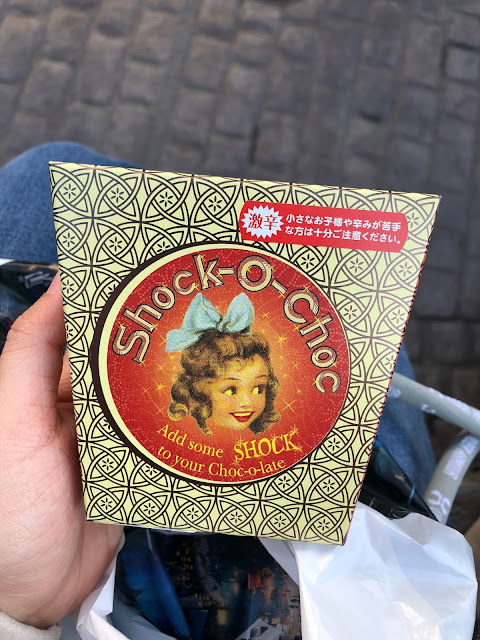 激辛
小さなお子様や辛みが苦手
な方は十分ご注意ください。
Shock-O-Choc
Add some SHOCK
to your Choc-o-late